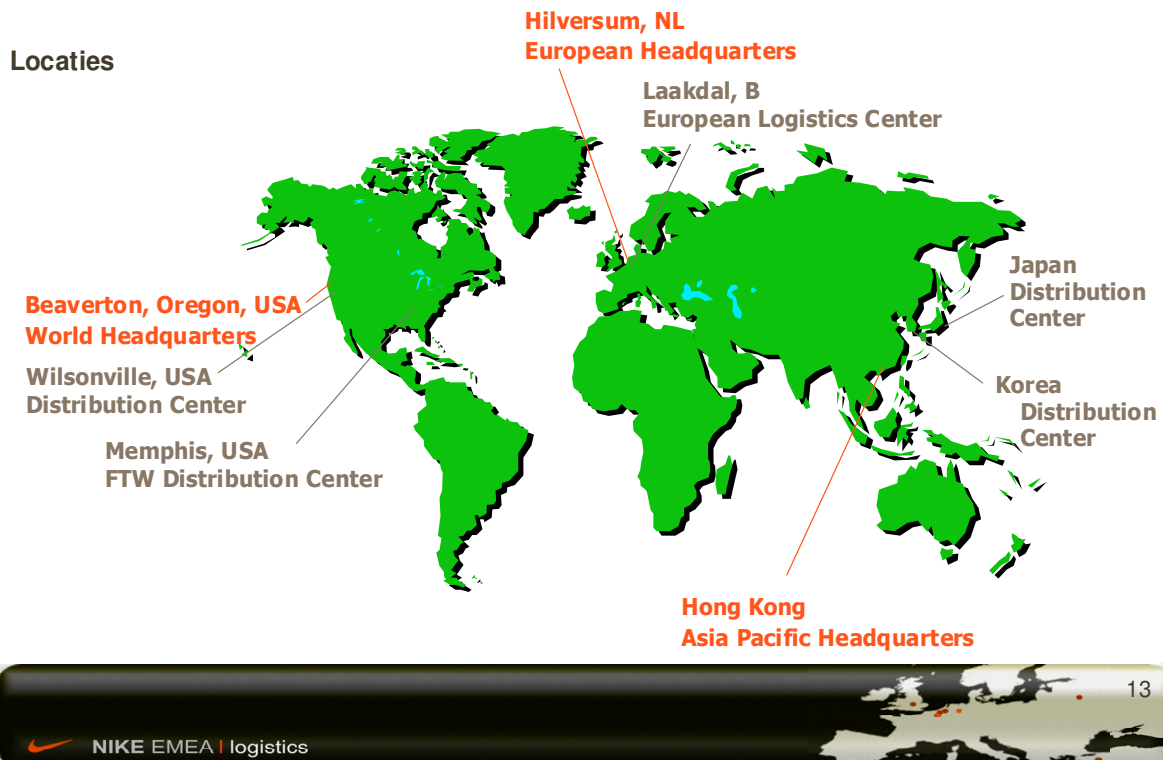 Locaties
Hilversum, NL
European Headquarters
Laakdal, B
European Logistics Center
Beaverton, Oregon, USA
World Headquarters
Wilsonville, USA
Distribution Center
Memphis, USA
FTW Distribution Center
Japan
Distribution
Center
Korea
Distribution
Center
Hong Kong
Asia Pacific Headquarters
13
NIKE EMEA | logistics